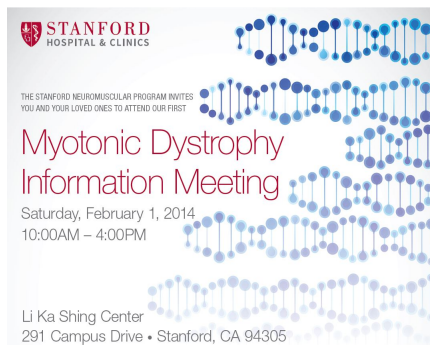 STANFORD
HOSPITAL & CLINICS
THE STANFORD NEUROMUSCULAR PROGRAM INVITES
YOU AND YOUR LOVED ONES TO ATTEND OUR FIRST
Myotonic Dystrophy
Information Meeting
Saturday, February 1, 2014
10:00AM – 4:00PM
Li Ka Shing Center
291 Campus Drive • Stanford, CA 94305